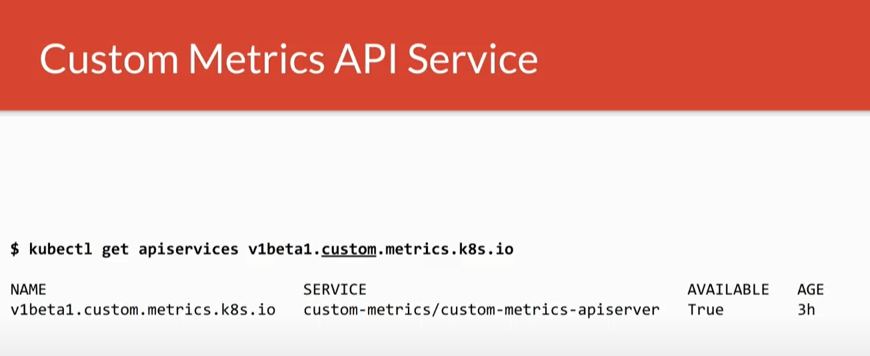 Custom Metrics API Service
$ kubectl get apiservices v1beta1.custom.metrics.k8s.io
NAME SERVICE AVAILABLE AGE
v1beta1.custom.metrics.k8s.io custom-metrics/custom-metrics-apiserver True 3h